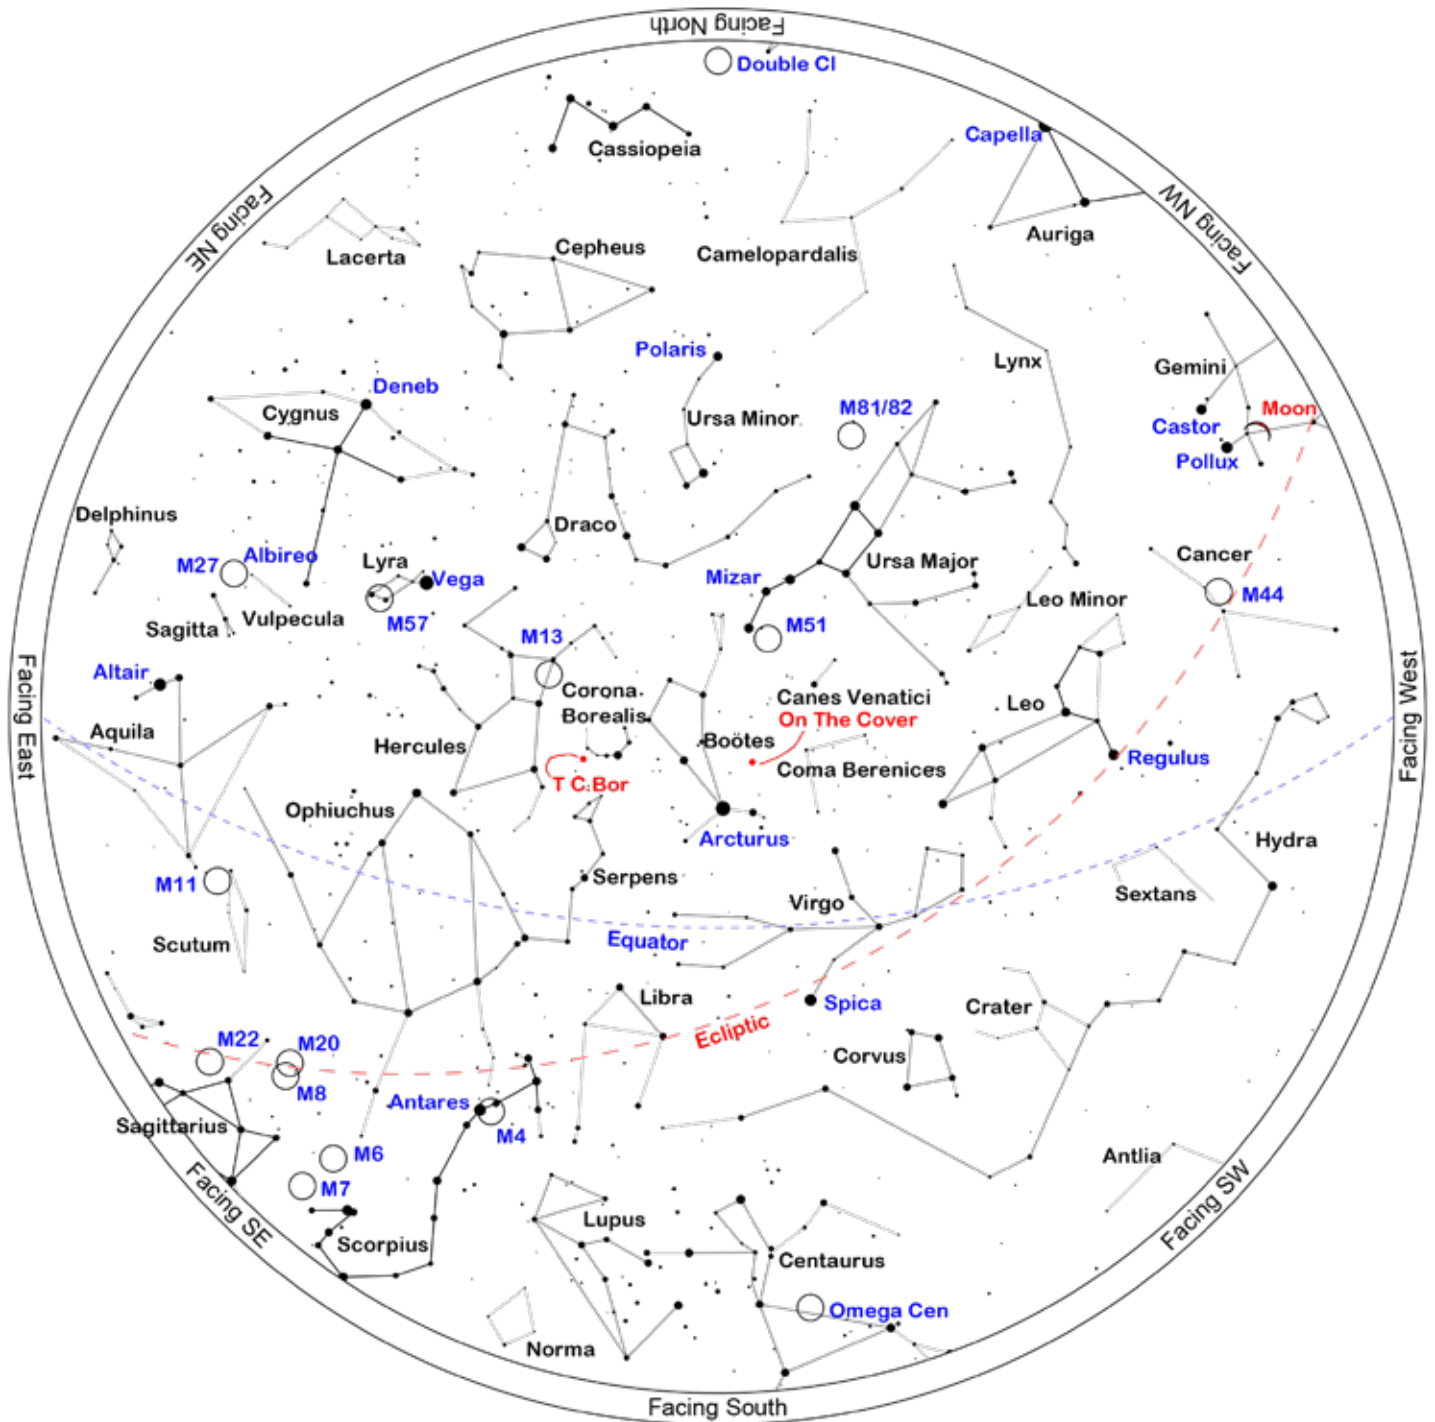 Facing North
Double Cl
Capella
Cassiopeia
Facing NE
Facing NW
Auriga
Lacerta
Cepheus
Camelopardalis
Polaris
Lynx
Gemini
Deneb
Cygnus
M81/82
Ursa Minor
Castor
Moon
Pollux
Delphinus
Draco
M27
Albireo
Lyra
Vega
Mizar
Ursa Major
Cancer
M44
Sagitta
Vulpecula
M57
M51
Leo Minor
M13
Altair
Corona
Borealis
Canes Venatici
On The Cover
Leo
Facing East
Aquila
Hercules
Boötes
Coma Berenices
Regulus
Facing West
T C.Bor
Ophiuchus
Arcturus
Hydra
M11
Serpens
Virgo
Sextans
Scutum
Equator
Libra
Spica
Crater
Ecliptic
M22
M20
M8
Corvus
Antares
M4
Sagittarius
M6
M7
Antlia
Facing SE
Facing SW
Scorpius
Lupus
Centaurus
Omega Cen
Norma
Facing South